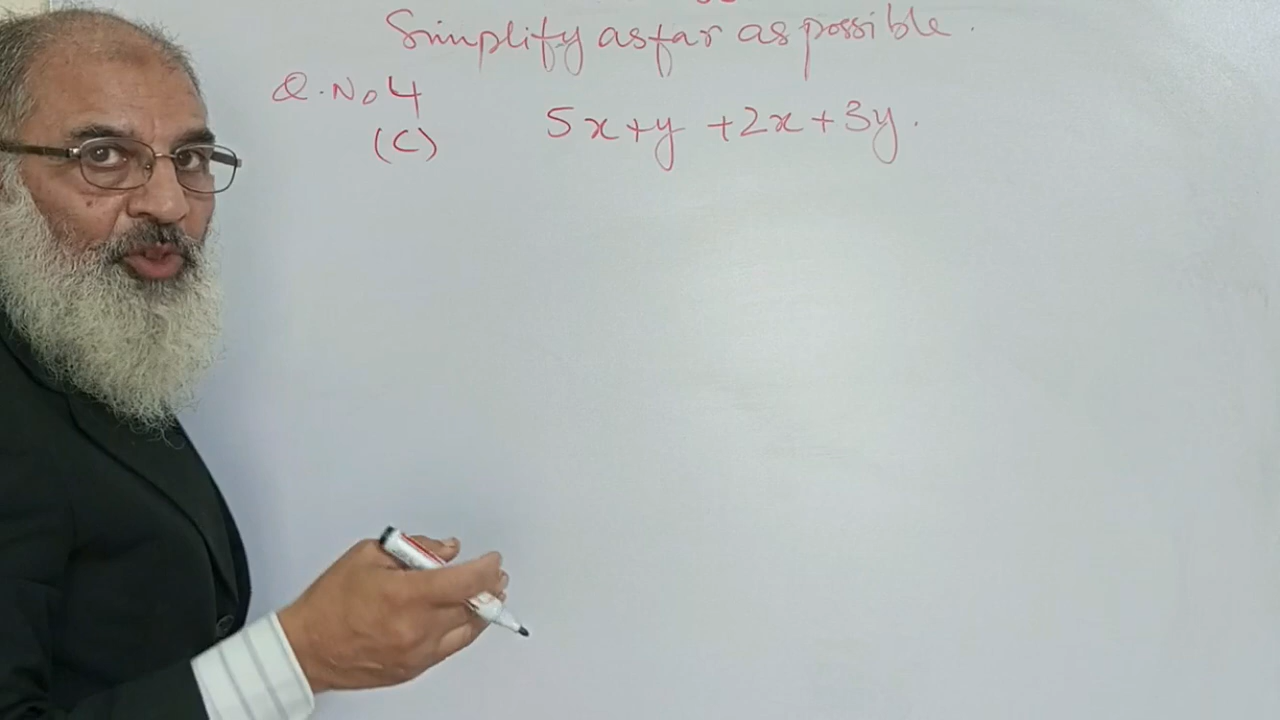 Simplify as far as possible.
Q. No 4
(C) 5x+y +2x+3y.